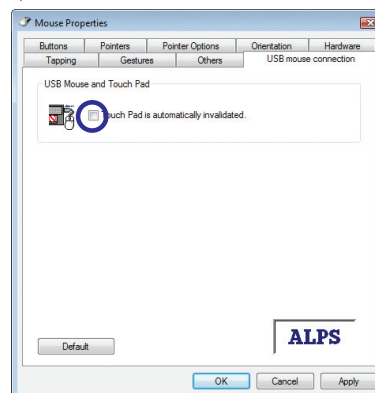 Mouse Properties
Buttons Pointers Pointer Options Orientation Hardware
Tapping Gestures Others USB mouse connection
USB Mouse and Touch Pad
Touch Pad is automatically invalidated.
ALPS
Default
OK Cancel Apply